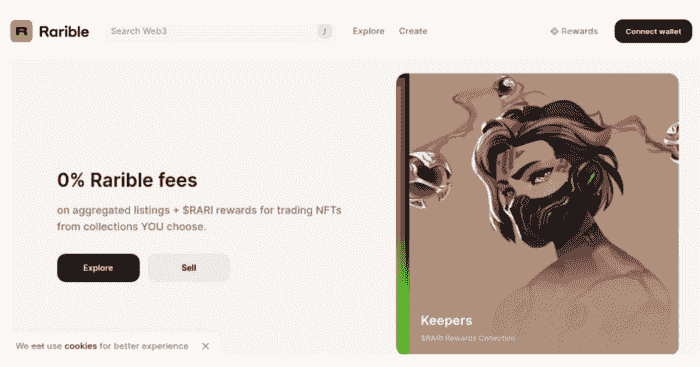 R Rarible
Search Web3
/
Explore
Create
Rewards
Connect wallet
0% Rarible fees
on aggregated listings + $RARI rewards for trading NFTs
from collections YOU choose.
Explore
Sell
Keepers
$RARI Rewards Collection
We eat use cookies for better experience